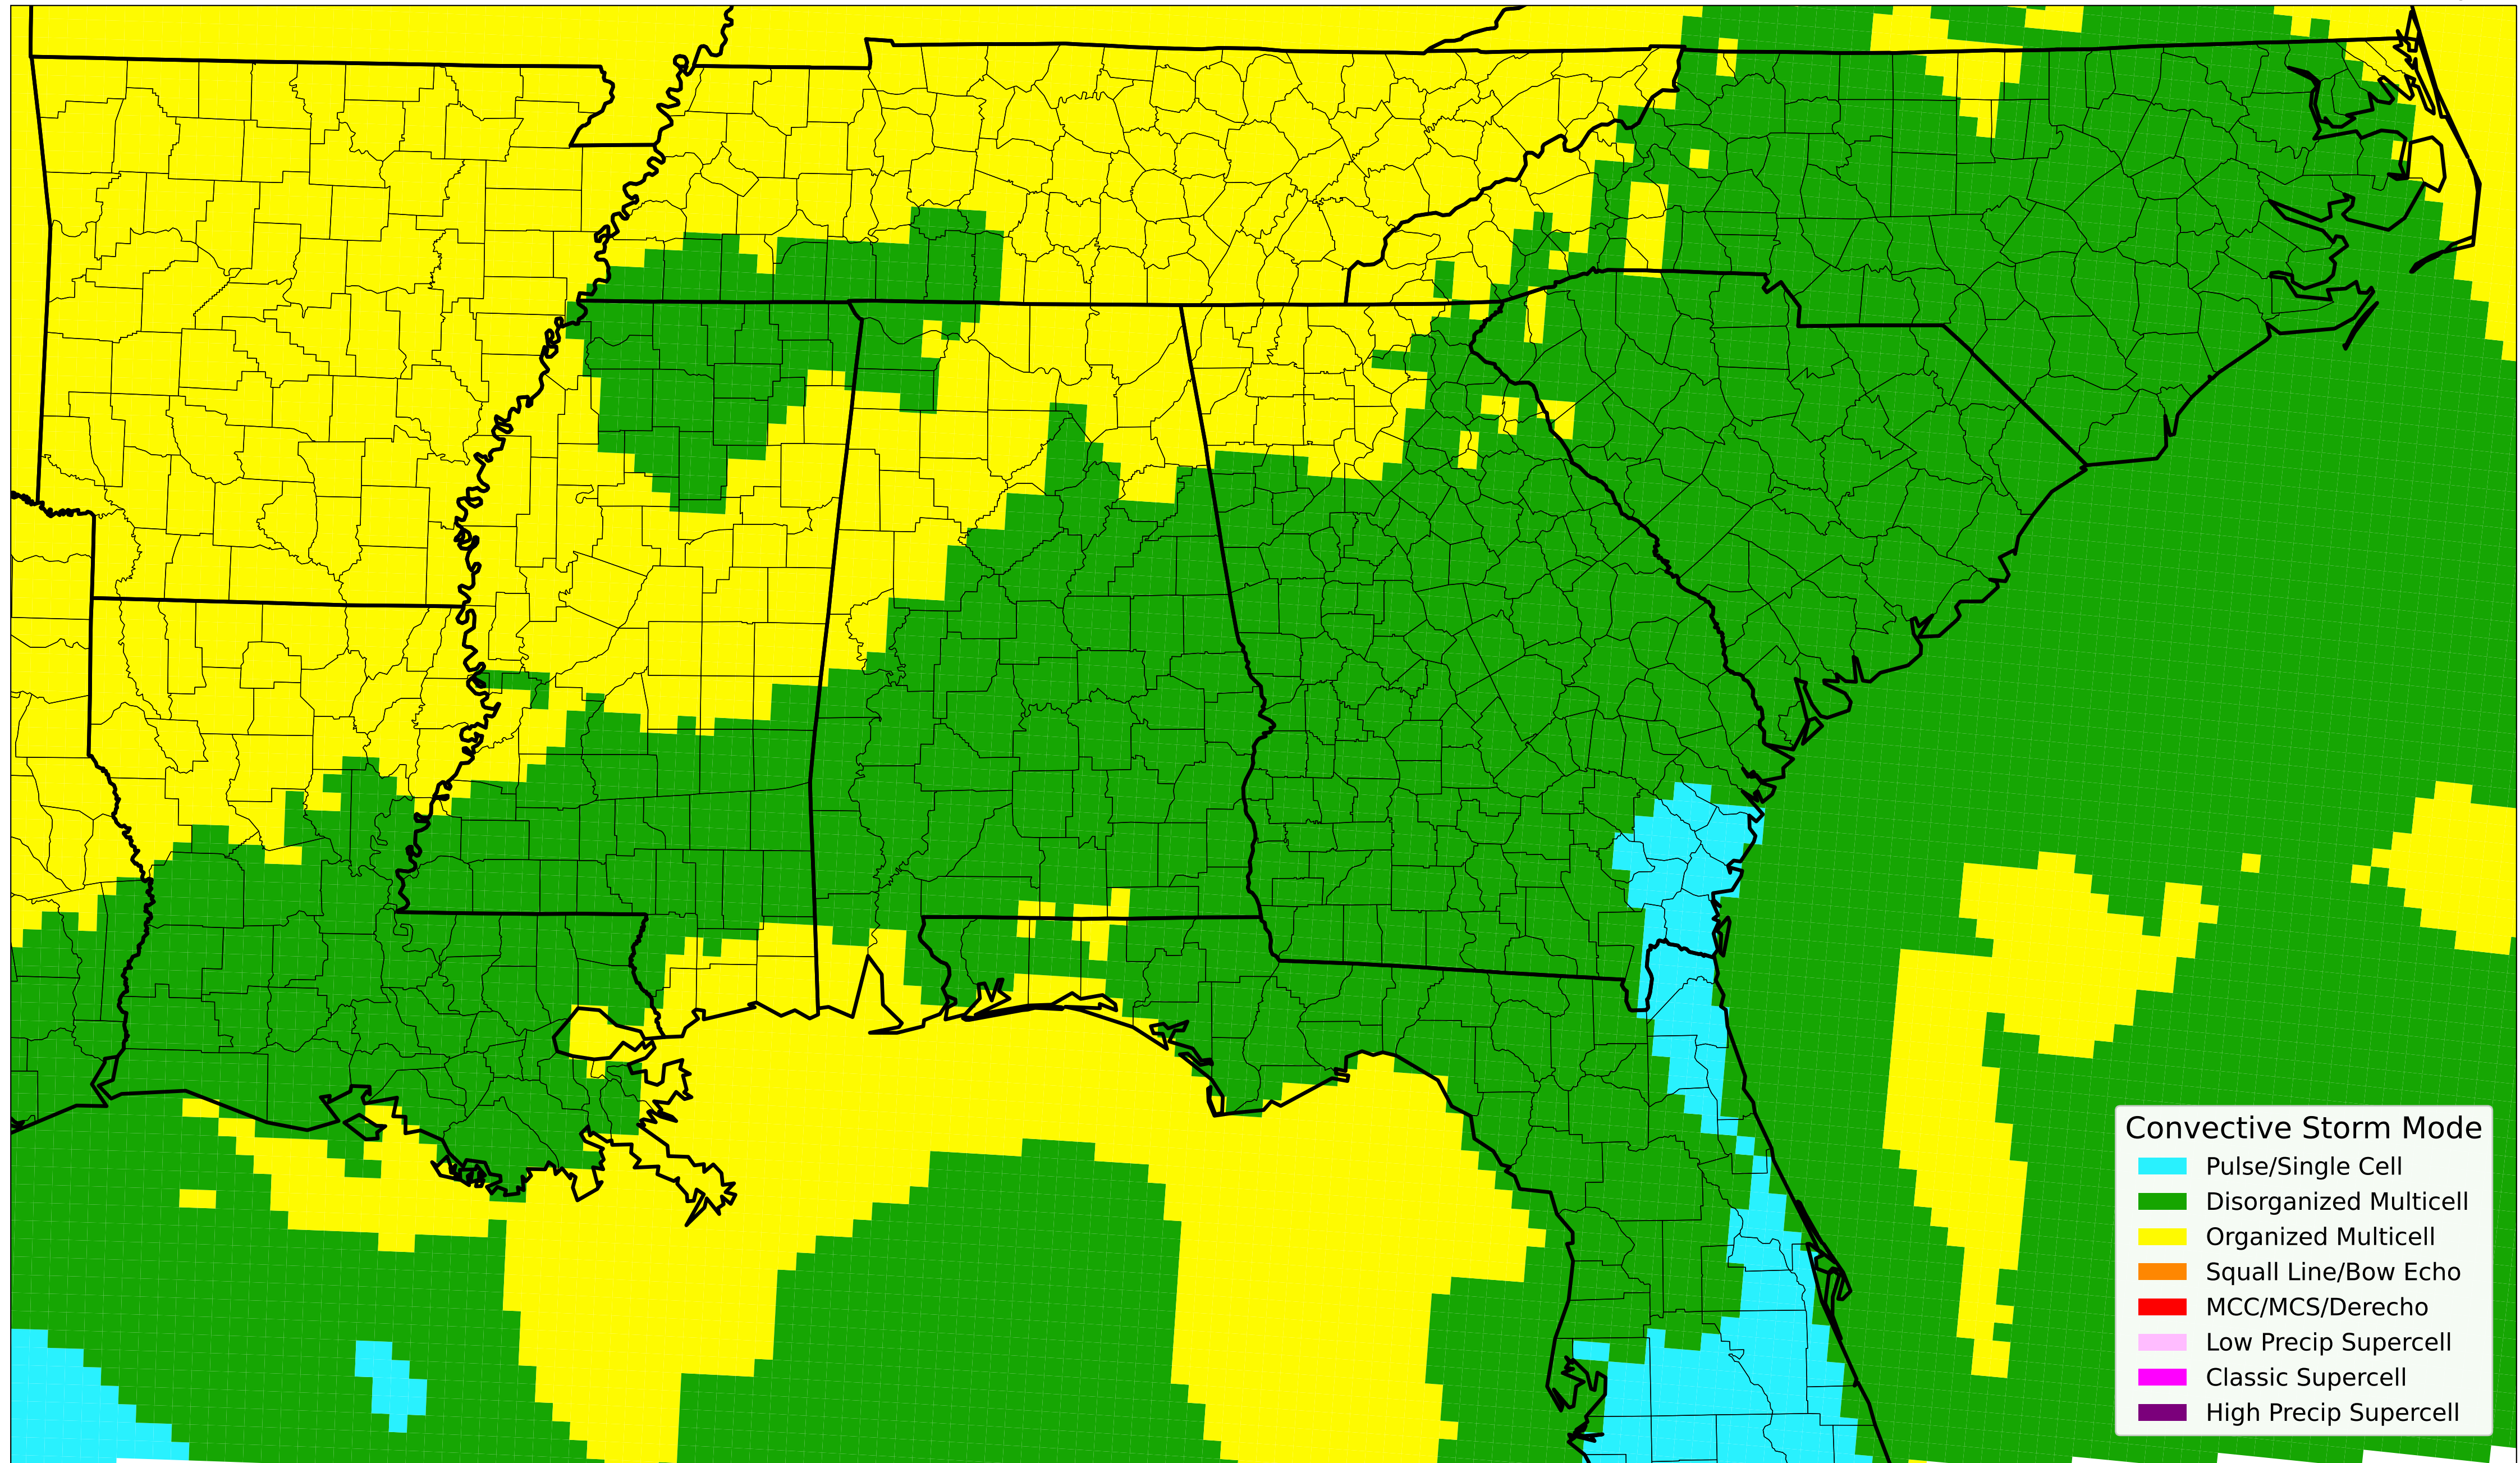 Convective Storm Mode
Pulse/Single Cell
Disorganized Multicell
Organized Multicell
Squall Line/Bow Echo
MCC/MCS/Derecho
Low Precip Supercell
Classic Supercell
High Precip Supercell